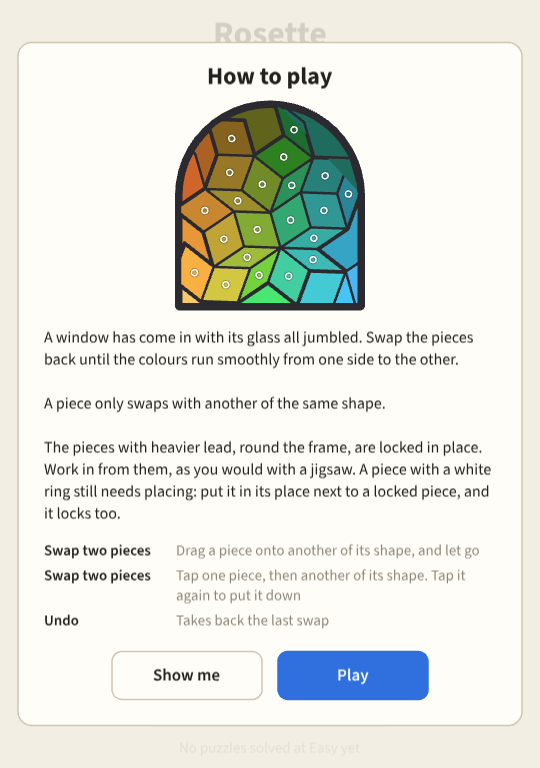 Rosette
How to play
A window has come in with its glass all jumbled. Swap the pieces
back until the colours run smoothly from one side to the other.
A piece only swaps with another of the same shape.
The pieces with heavier lead, round the frame, are locked in place.
Work in from them, as you would with a jigsaw. A piece with a white
ring still needs placing: put it in its place next to a locked piece, and
it locks too.
Swap two pieces Drag a piece onto another of its shape, and let go
Swap two pieces Tap one piece, then another of its shape. Tap it
again to put it down
Undo Takes back the last swap
Show me Play
No puzzles solved at Easy yet